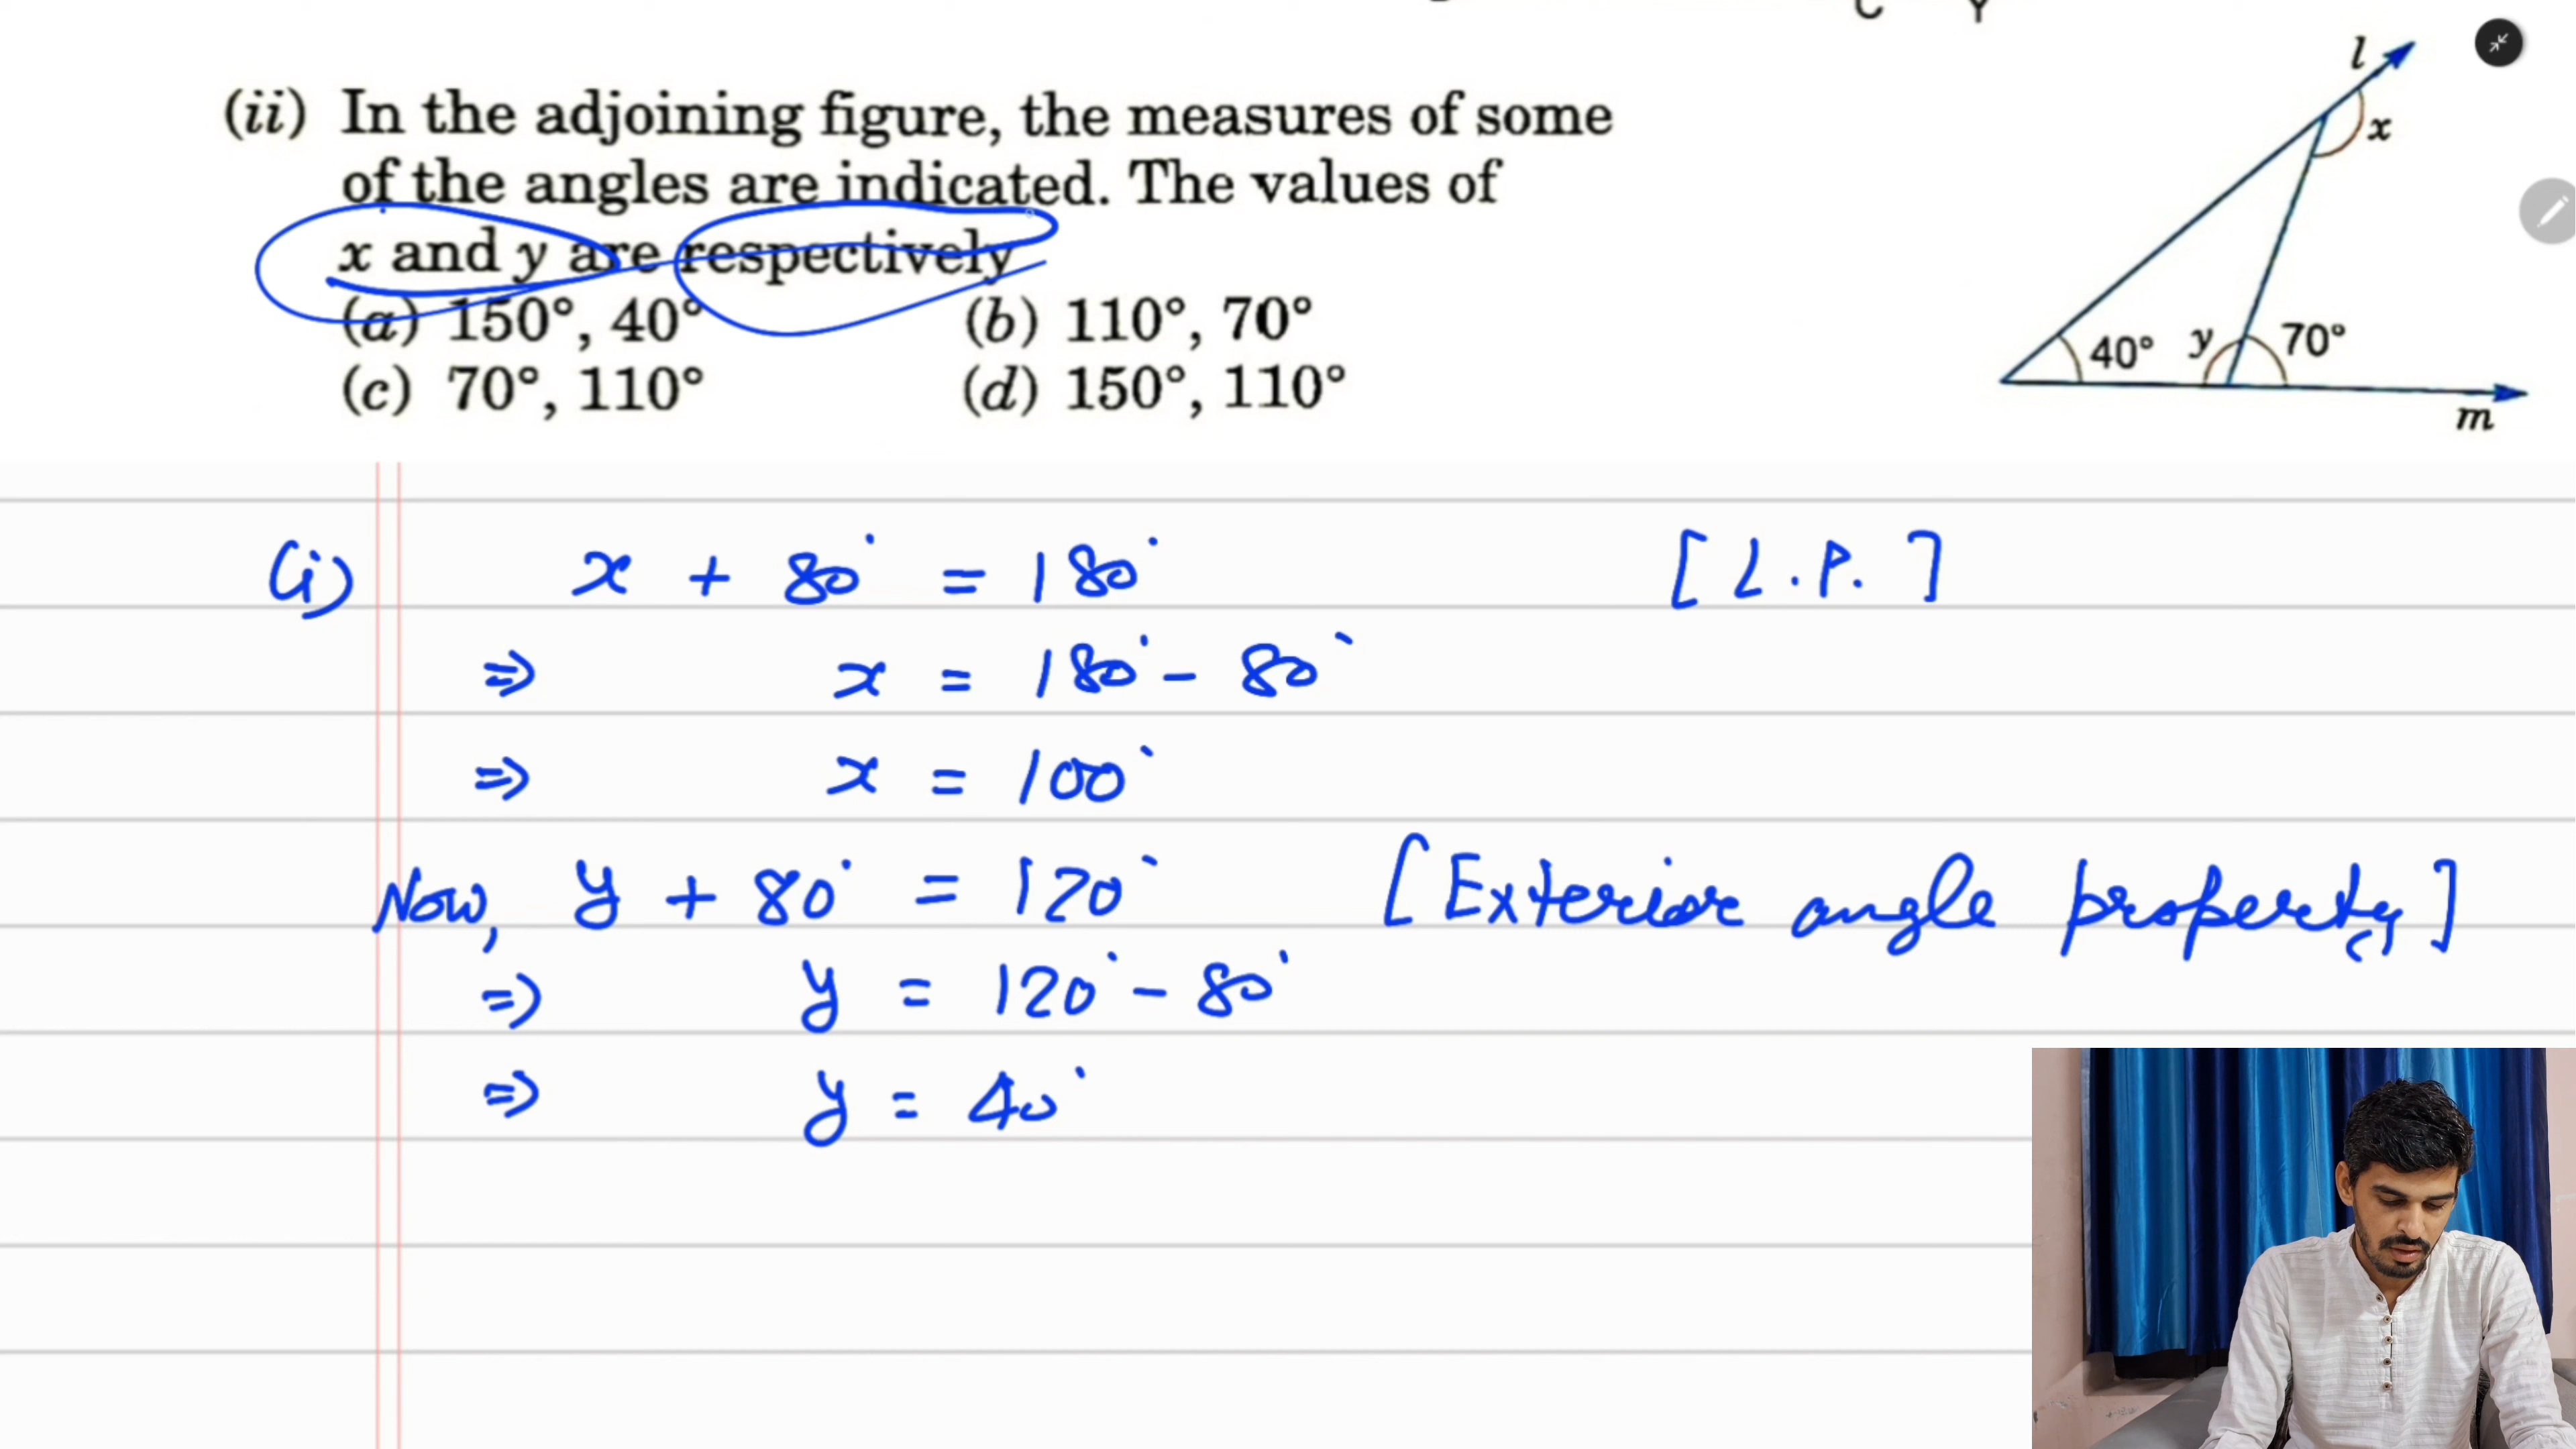 C Y
(ii) In the adjoining figure, the measures of some
of the angles are indicated. The values of
x and y are respectively
(a) 150°, 40° (b) 110°, 70°
(c) 70°, 110° (d) 150°, 110°
l
x
40° y 70°
m
(i) x + 80° = 180° [L.P.]
⇒ x = 180° - 80°
⇒ x = 100°
Now, y + 80° = 120° [Exterior angle property]
⇒ y = 120° - 80°
⇒ y = 40°